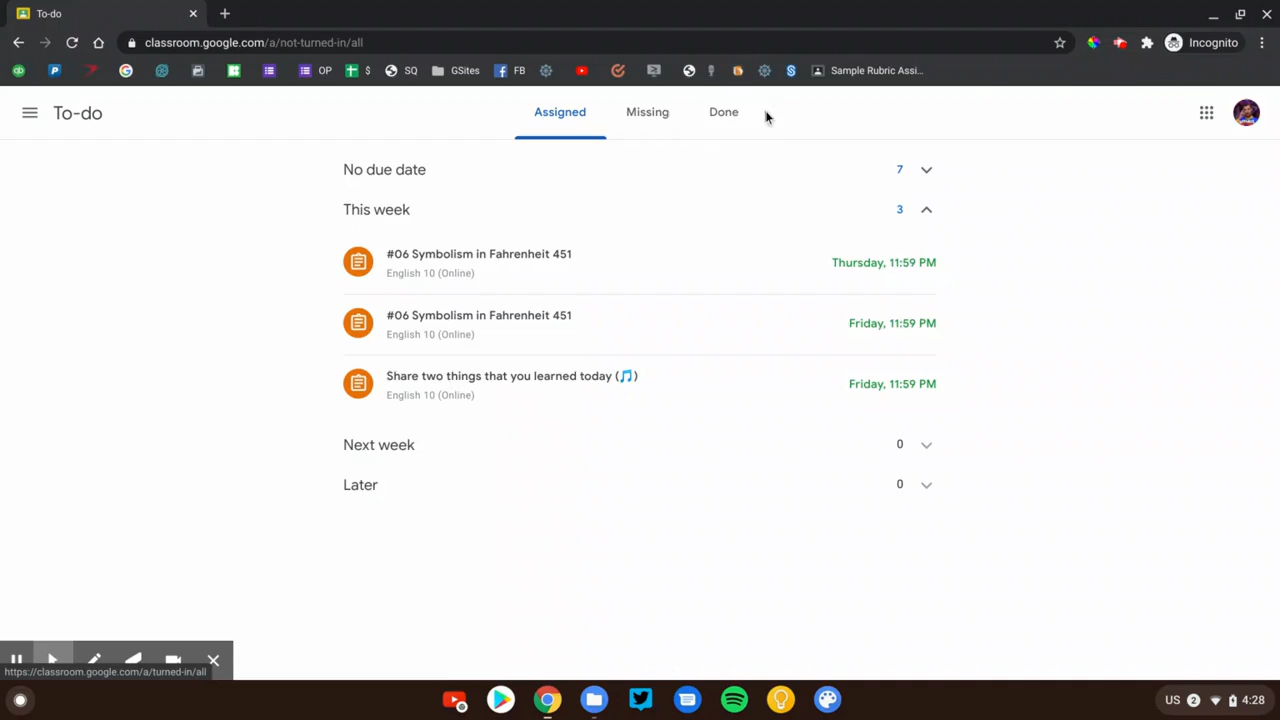 To-do
classroom.google.com/a/not-turned-in/all
Incognito
OP
$
SQ
GSites
FB
Sample Rubric Assi...
To-do
Assigned
Missing
Done
No due date
7
This week
3
#06 Symbolism in Fahrenheit 451
English 10 (Online)
Thursday, 11:59 PM
#06 Symbolism in Fahrenheit 451
English 10 (Online)
Friday, 11:59 PM
Share two things that you learned today (🎵)
English 10 (Online)
Friday, 11:59 PM
Next week
0
Later
0
https://classroom.google.com/a/turned-in/all
US
2
4:28